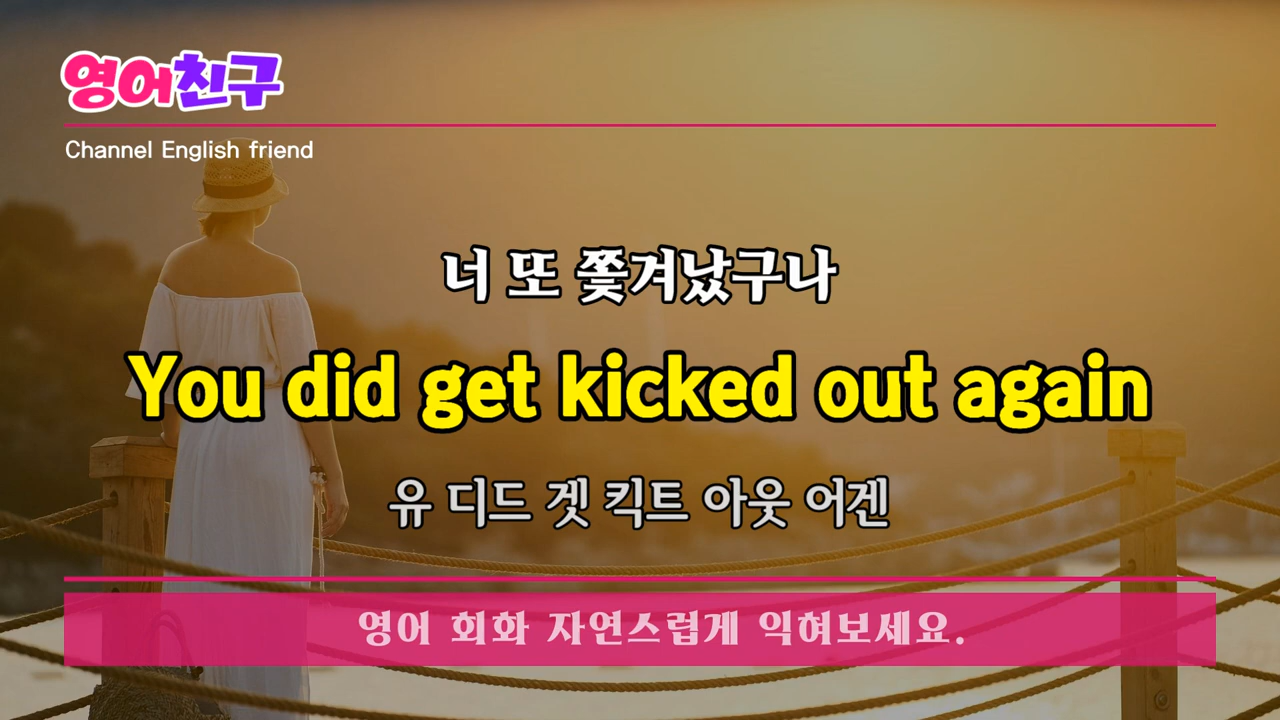 영어친구
Channel English friend
너 또 쫓겨났구나
You did get kicked out again
유 디드 겟 킥트 아웃 어겐
영어 회화 자연스럽게 익혀보세요.